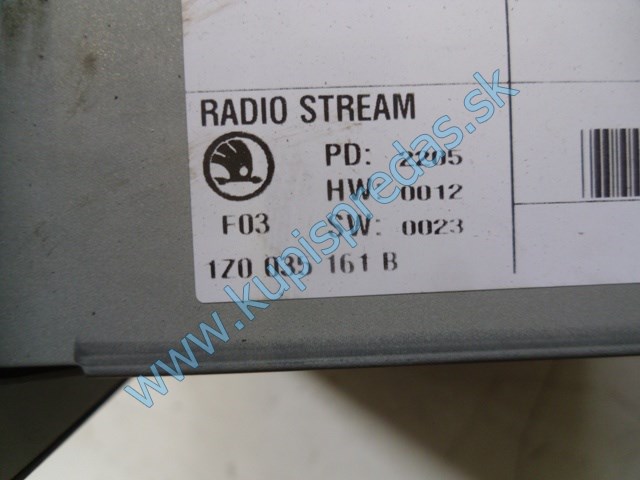 RADIO STREAM
PD: 2205
HW: 0012
F03 SW: 0023
1Z0 035 161 B
www.kupispredas.sk